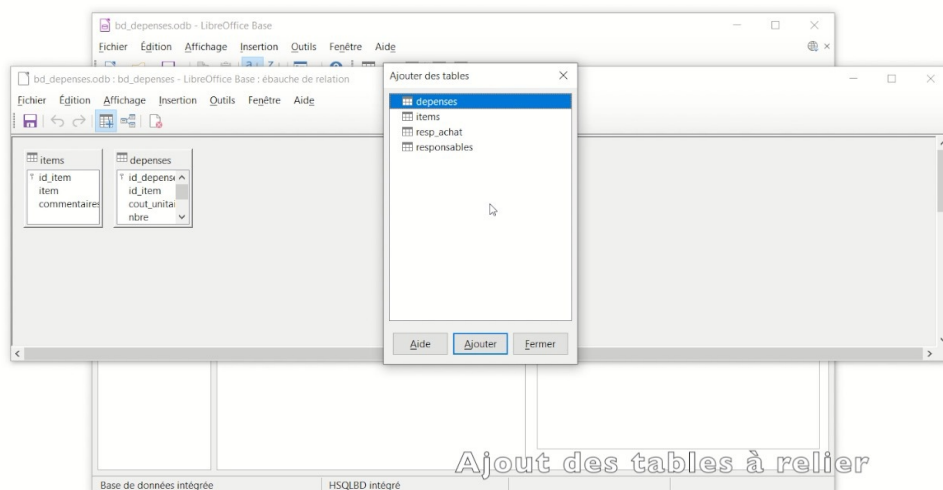 bd_depenses.odb - LibreOffice Base
Fichier Édition Affichage Insertion Outils Fenêtre Aide
bd_depenses.odb : bd_depenses - LibreOffice Base : ébauche de relation
Fichier Édition Affichage Insertion Outils Fenêtre Aide
Ajouter des tables
depenses
items
resp_achat
responsables
Aide Ajouter Fermer
items
id_item
item
commentaires
depenses
id_depense
id_item
cout_unitai
nbre
Ajout des tables à relier
Base de données intégrée HSQLBD intégré